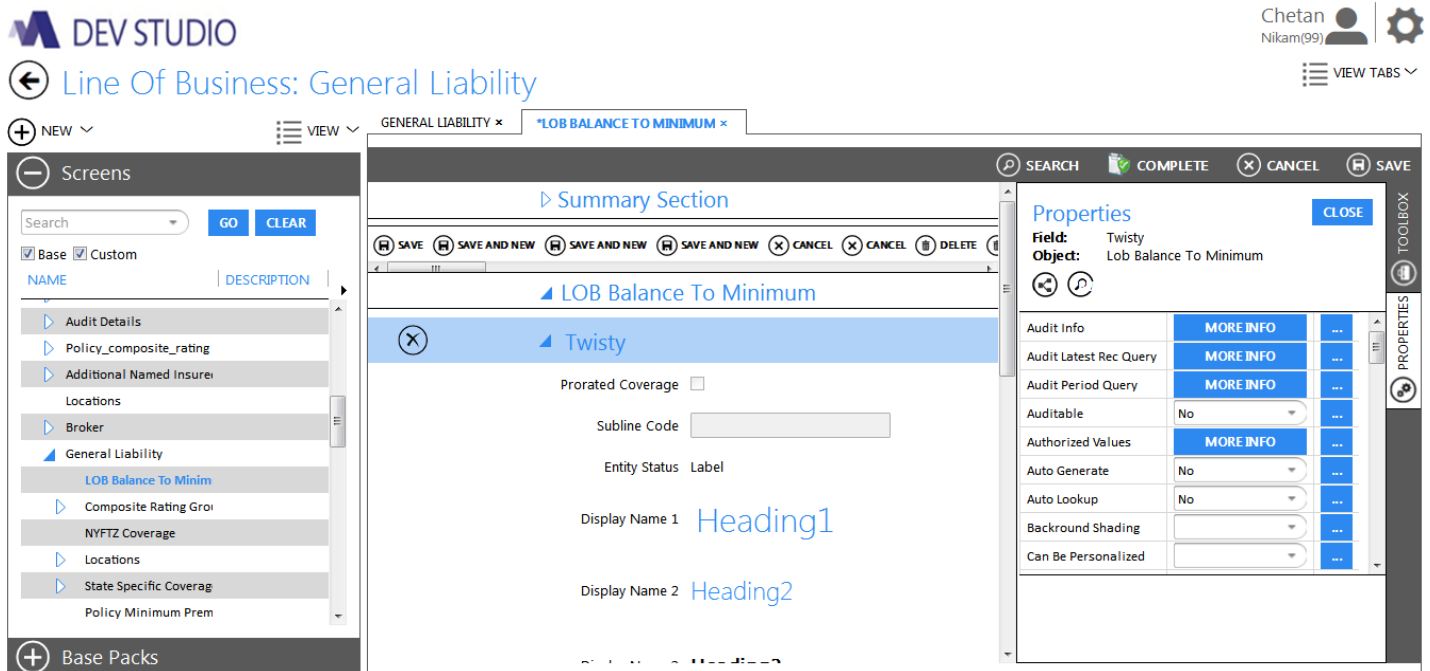 DEV STUDIO
Chetan
Nikam(99)
Line Of Business: General Liability
VIEW TABS
NEW
VIEW
GENERAL LIABILITY ×
*LOB BALANCE TO MINIMUM ×
Screens
SEARCH
COMPLETE
CANCEL
SAVE
Search
GO
CLEAR
Base
Custom
NAME
DESCRIPTION
Audit Details
Policy_composite_rating
Additional Named Insure
Locations
Broker
General Liability
LOB Balance To Minim
Composite Rating Gro
NYFTZ Coverage
Locations
State Specific Coverag
Policy Minimum Prem
Base Packs
Summary Section
SAVE
SAVE AND NEW
SAVE AND NEW
SAVE AND NEW
CANCEL
CANCEL
DELETE
LOB Balance To Minimum
Twisty
Prorated Coverage
Subline Code
Entity Status Label
Display Name 1 Heading1
Display Name 2 Heading2
Properties
CLOSE
Field: Twisty
Object: Lob Balance To Minimum
Audit Info MORE INFO ...
Audit Latest Rec Query MORE INFO ...
Audit Period Query MORE INFO ...
Auditable No ...
Authorized Values MORE INFO ...
Auto Generate No ...
Auto Lookup No ...
Backround Shading ...
Can Be Personalized ...
TOOLBOX
PROPERTIES